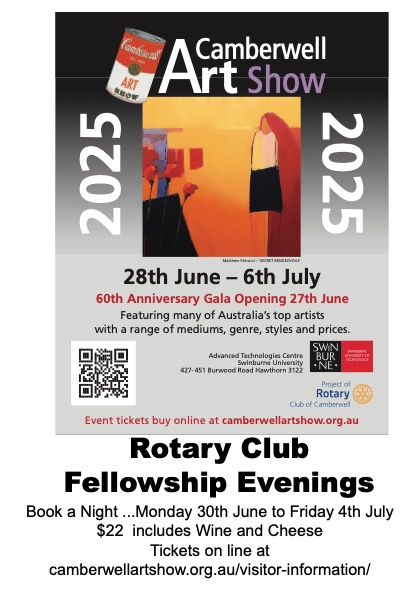 Campbell's
ART
Camberwell
Art Show
2025
2025
Matthew Petrucci - 'SECRET RENDEZVOUS'
28th June – 6th July
60th Anniversary Gala Opening 27th June
Featuring many of Australia's top artists
with a range of mediums, genre, styles and prices.
Advanced Technologies Centre
Swinburne University
427- 451 Burwood Road Hawthorn 3122
SWIN
BUR
NE
SWINBURNE
UNIVERSITY OF
TECHNOLOGY
Project of
Rotary
Club of Camberwell
Event tickets buy online at camberwellartshow.org.au
Rotary Club
Fellowship Evenings
Book a Night ...Monday 30th June to Friday 4th July
$22 includes Wine and Cheese
Tickets on line at
camberwellartshow.org.au/visitor-information/